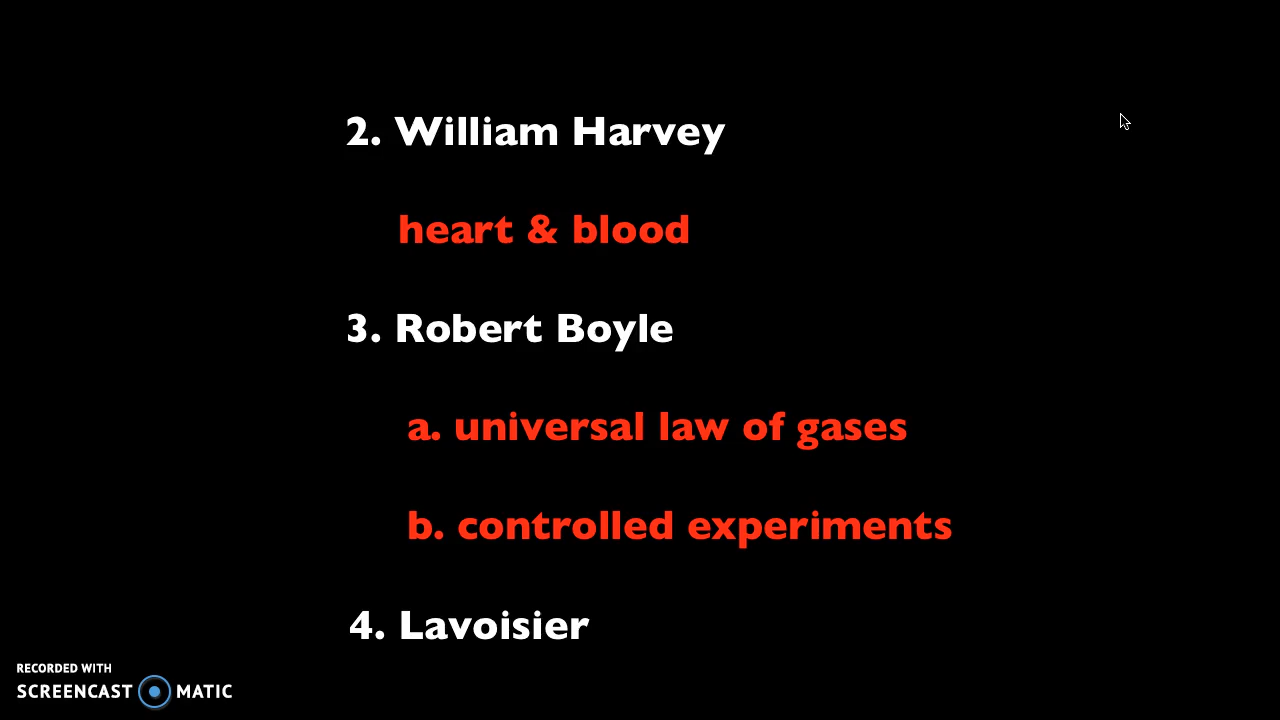 2. William Harvey
heart & blood
3. Robert Boyle
a. universal law of gases
b. controlled experiments
4. Lavoisier
RECORDED WITH
SCREENCAST MATIC